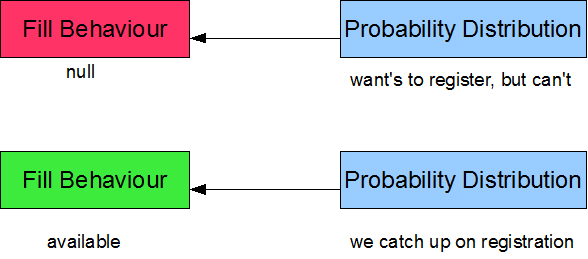 Fill Behaviour
Probability Distribution
null
want's to register, but can't
Fill Behaviour
Probability Distribution
available
we catch up on registration